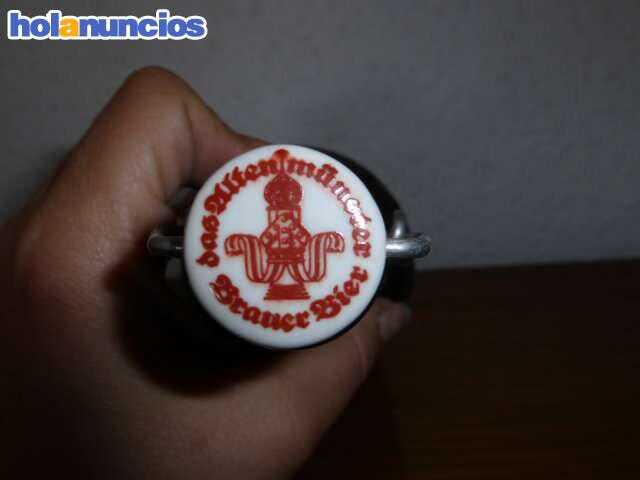 holanuncios
das Altenmünster
Brauer Bier